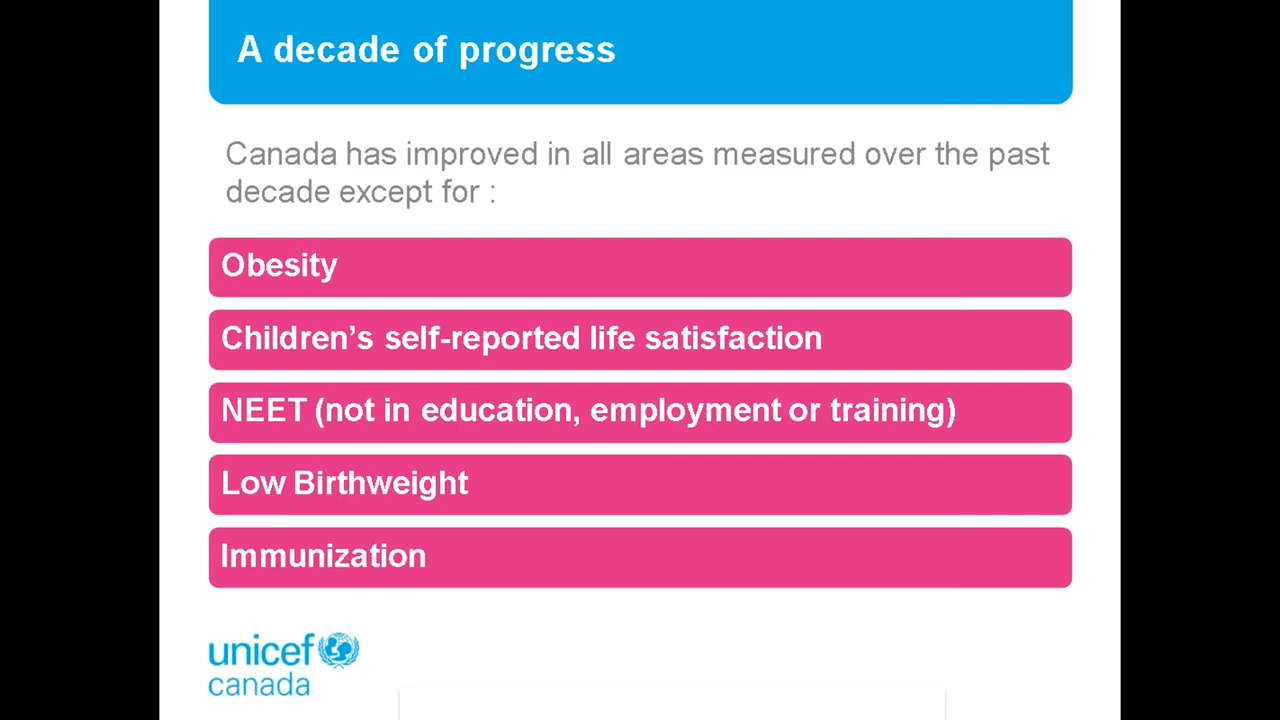 A decade of progress
Canada has improved in all areas measured over the past
decade except for :
Obesity
Children’s self-reported life satisfaction
NEET (not in education, employment or training)
Low Birthweight
Immunization
unicef
canada